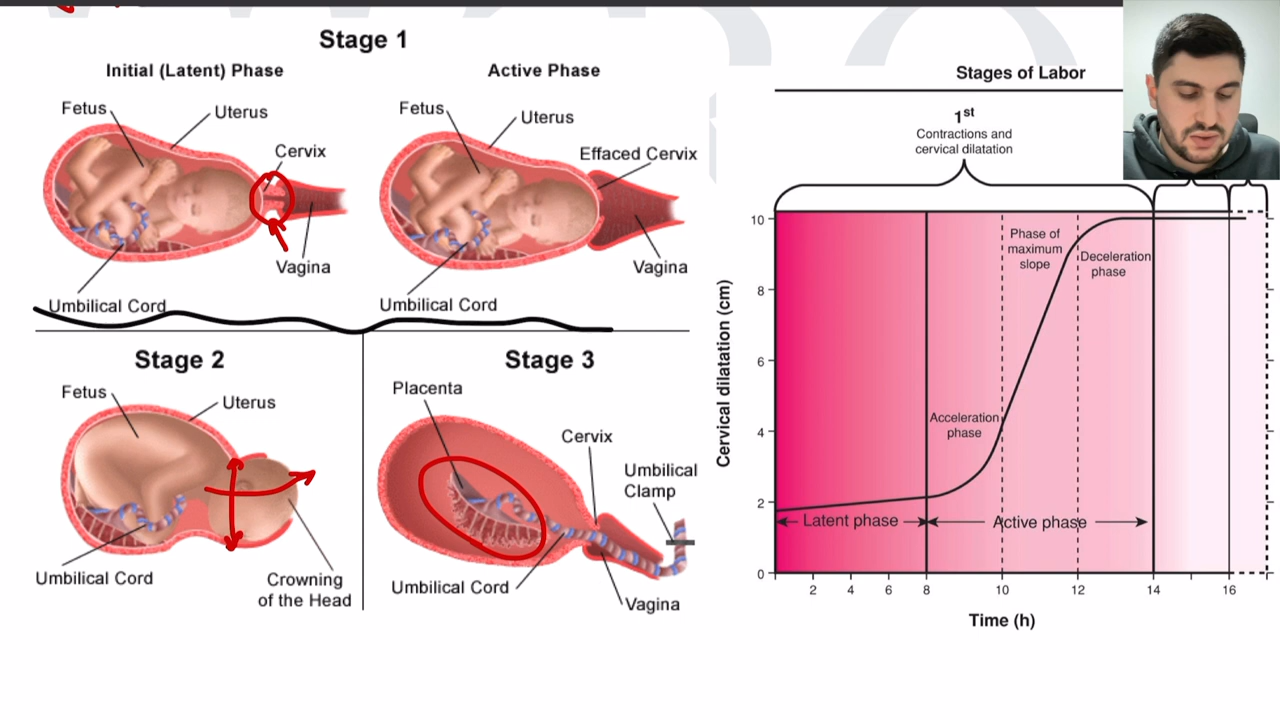 Stage 1
Initial (Latent) Phase
Active Phase
Fetus
Uterus
Cervix
Vagina
Umbilical Cord
Fetus
Uterus
Effaced Cervix
Vagina
Umbilical Cord
Stage 2
Fetus
Uterus
Umbilical Cord
Crowning
of the Head
Stage 3
Placenta
Cervix
Umbilical
Clamp
Umbilical Cord
Vagina
Stages of Labor
1st
Contractions and
cervical dilatation
Cervical dilatation (cm)
10
8
6
4
2
0
Acceleration
phase
Phase of
maximum
slope
Deceleration
phase
Latent phase
Active phase
2 4 6 8 10 12 14 16
Time (h)